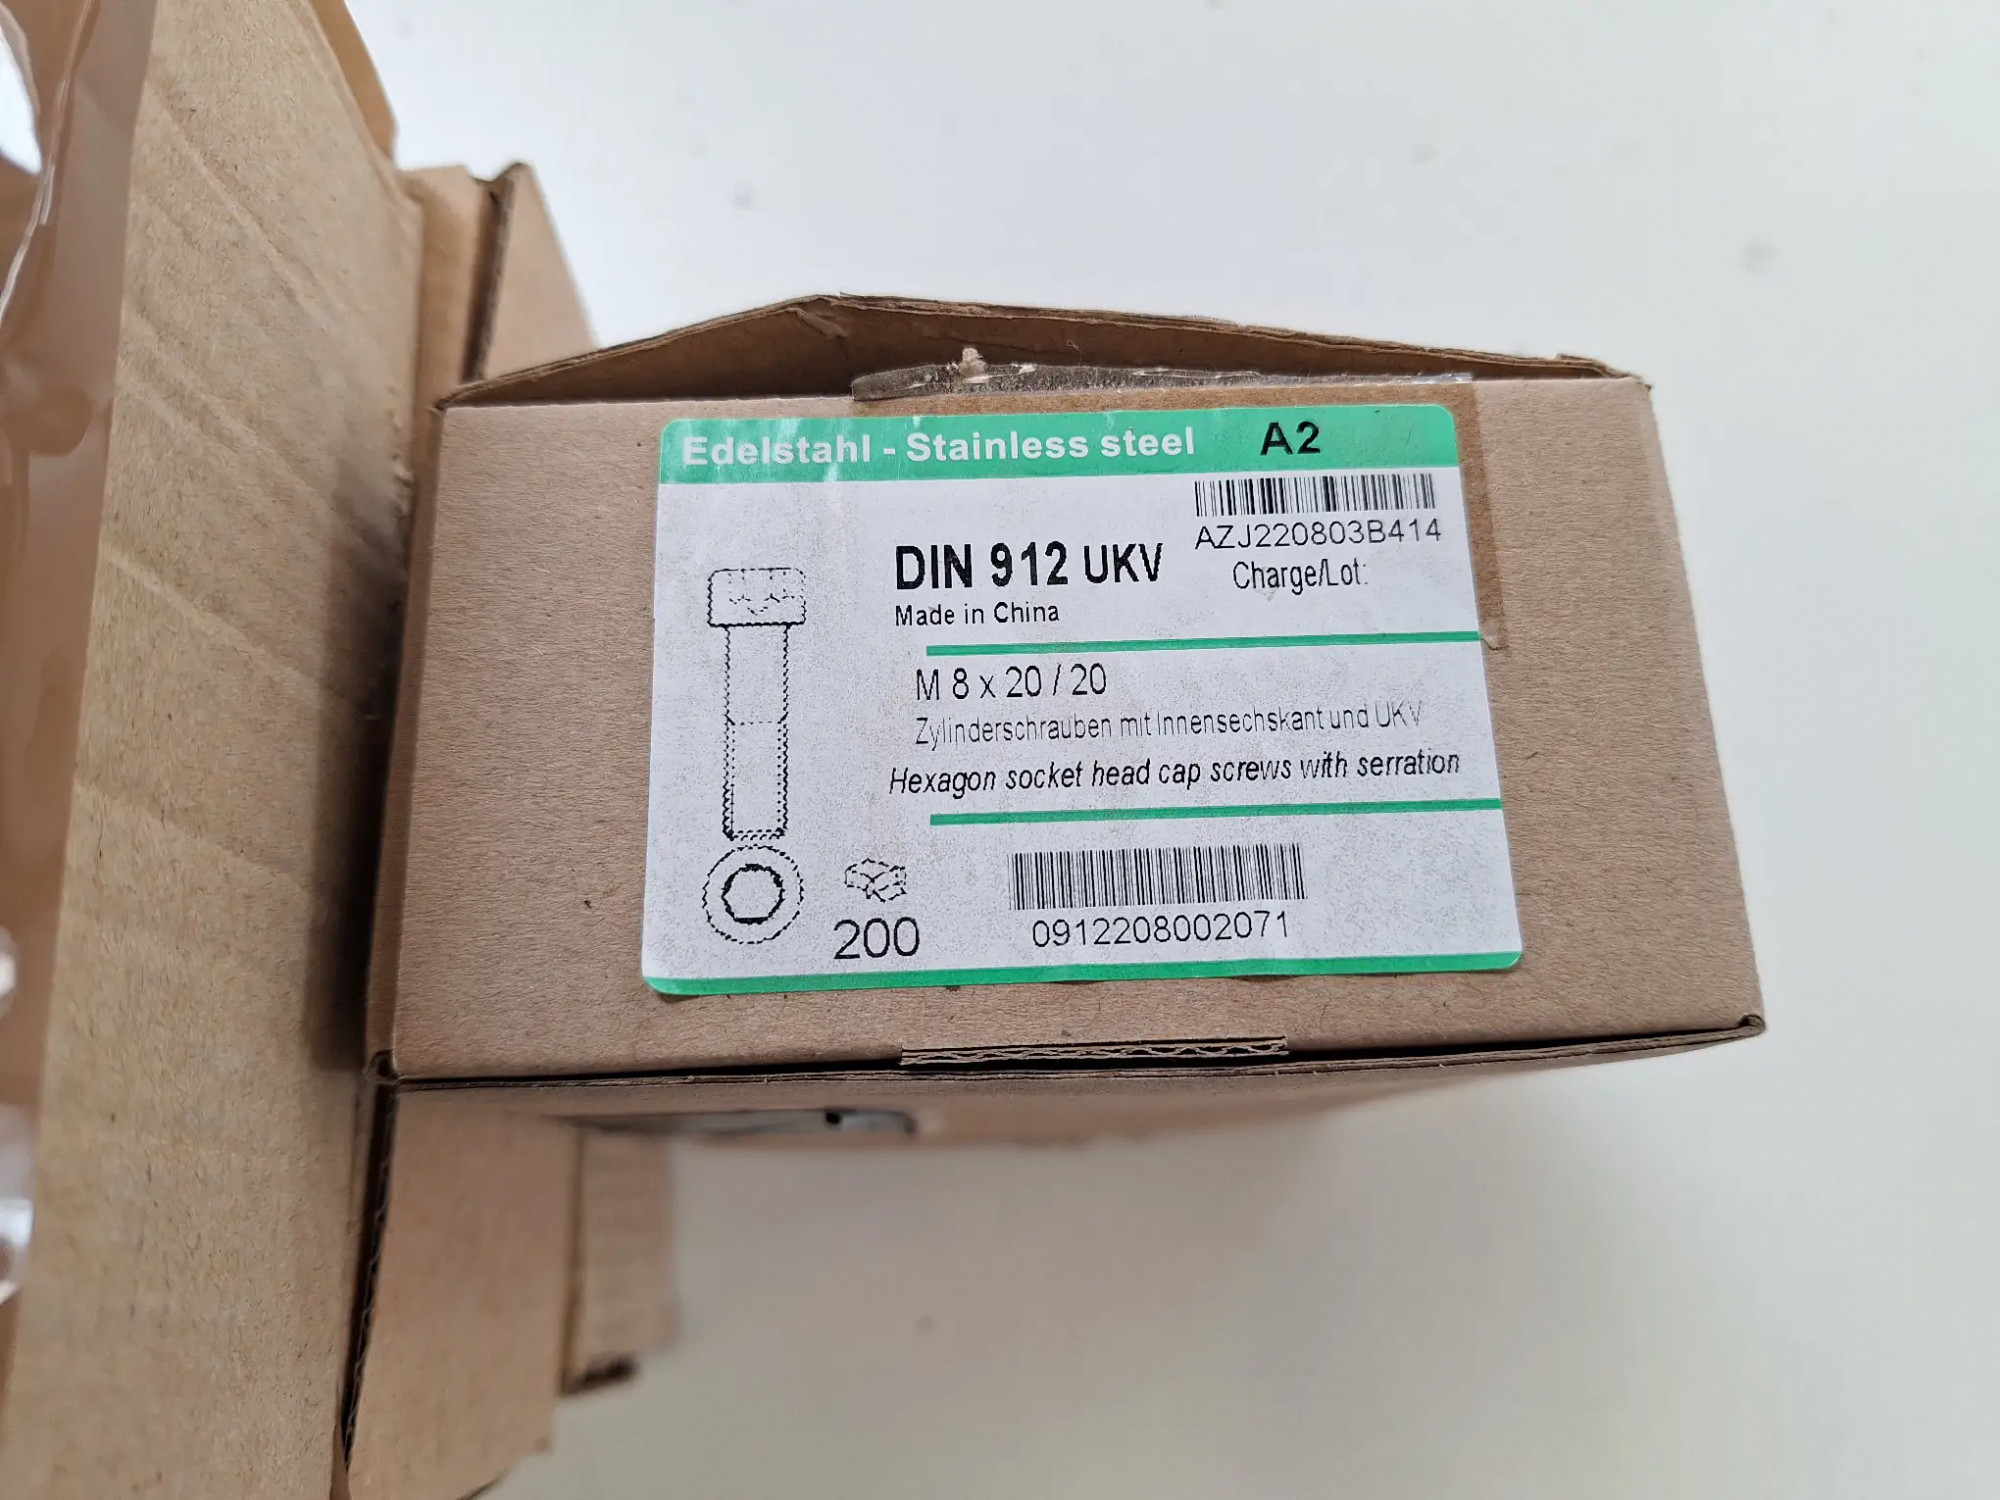 Edelstahl - Stainless steel A2
AZJ220803B414
DIN 912 UKV
Charge/Lot:
Made in China
M 8 x 20 / 20
Zylinderschrauben mit Innensechskant und UKV
Hexagon socket head cap screws with serration
200
0912208002071